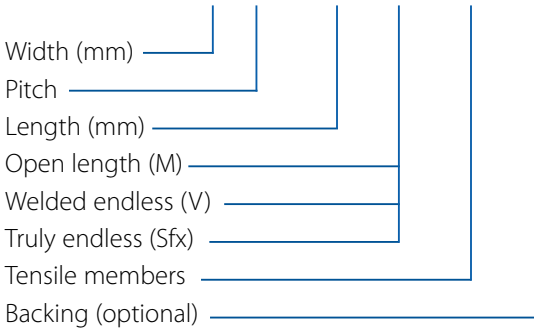 Width (mm)
Pitch
Length (mm)
Open length (M)
Welded endless (V)
Truly endless (Sfx)
Tensile members
Backing (optional)